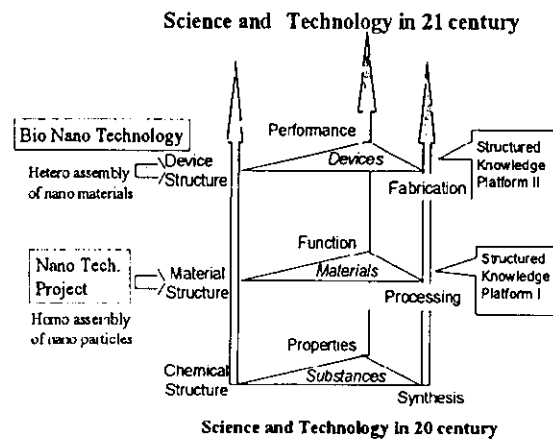 Science and Technology in 21 century
Performance
Bio Nano Technology
Device
Structure
Devices
Structured
Knowledge
Platform II
Hetero assembly
of nano materials
Fabrication
Function
Nano Tech.
Project
Material
Structure
Materials
Structured
Knowledge
Platform I
Processing
Homo assembly
of nano particles
Properties
Chemical
Structure
Substances
Synthesis
Science and Technology in 20 century